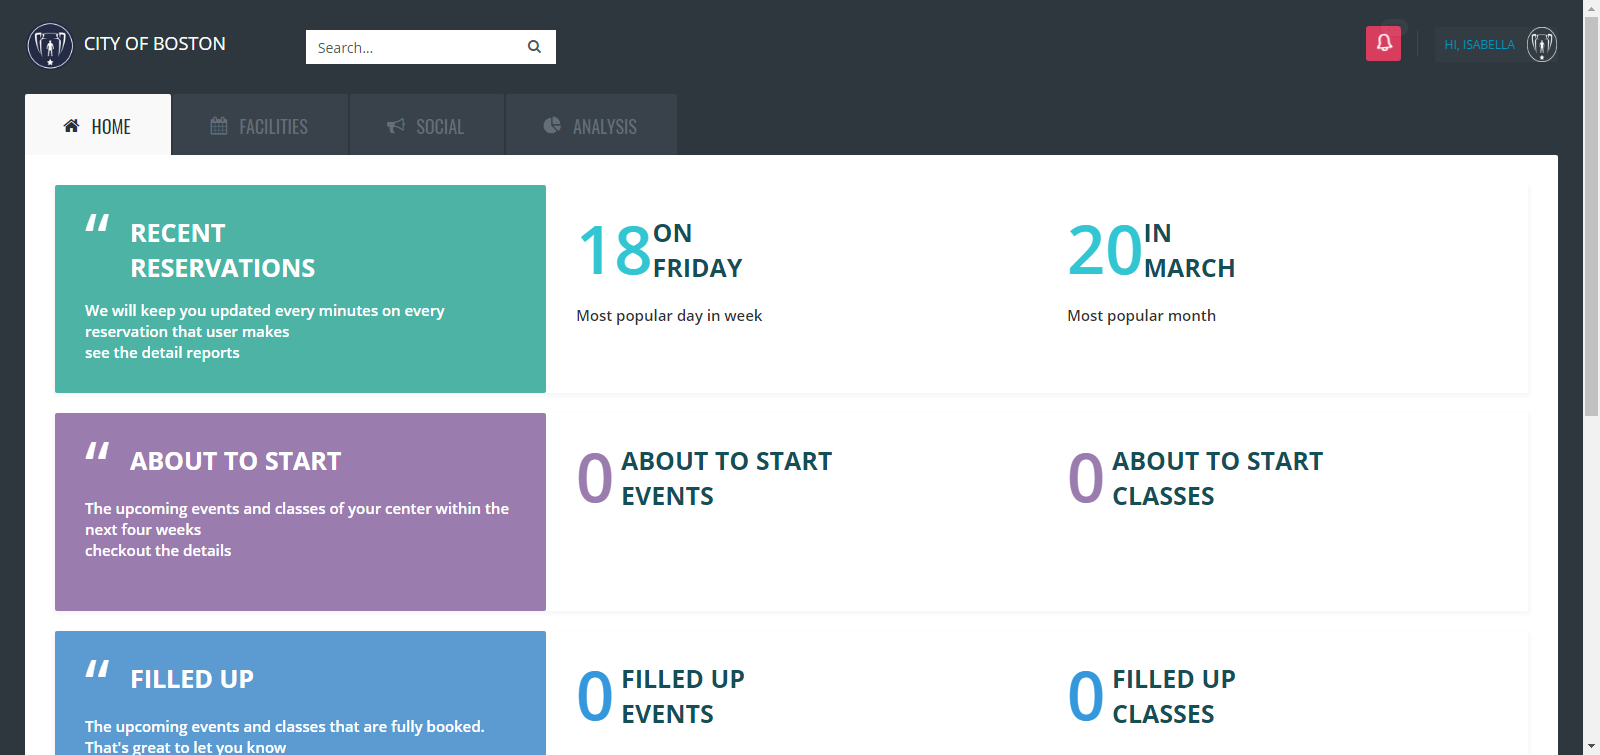 CITY OF BOSTON
Search...
HI, ISABELLA
HOME
FACILITIES
SOCIAL
ANALYSIS
“ RECENT
RESERVATIONS
We will keep you updated every minutes on every
reservation that user makes
see the detail reports
18 ON
FRIDAY
Most popular day in week
20 IN
MARCH
Most popular month
“ ABOUT TO START
The upcoming events and classes of your center within the
next four weeks
checkout the details
0 ABOUT TO START
EVENTS
0 ABOUT TO START
CLASSES
“ FILLED UP
The upcoming events and classes that are fully booked.
That's great to let you know
0 FILLED UP
EVENTS
0 FILLED UP
CLASSES